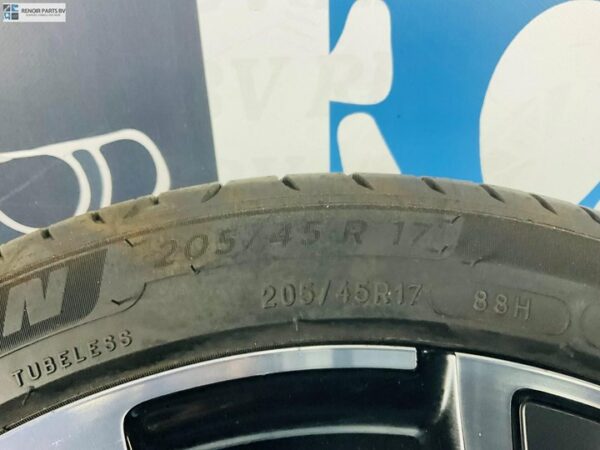 RENOIR PARTS BV
205/45 R 17
205/45R17 88H
TUBELESS